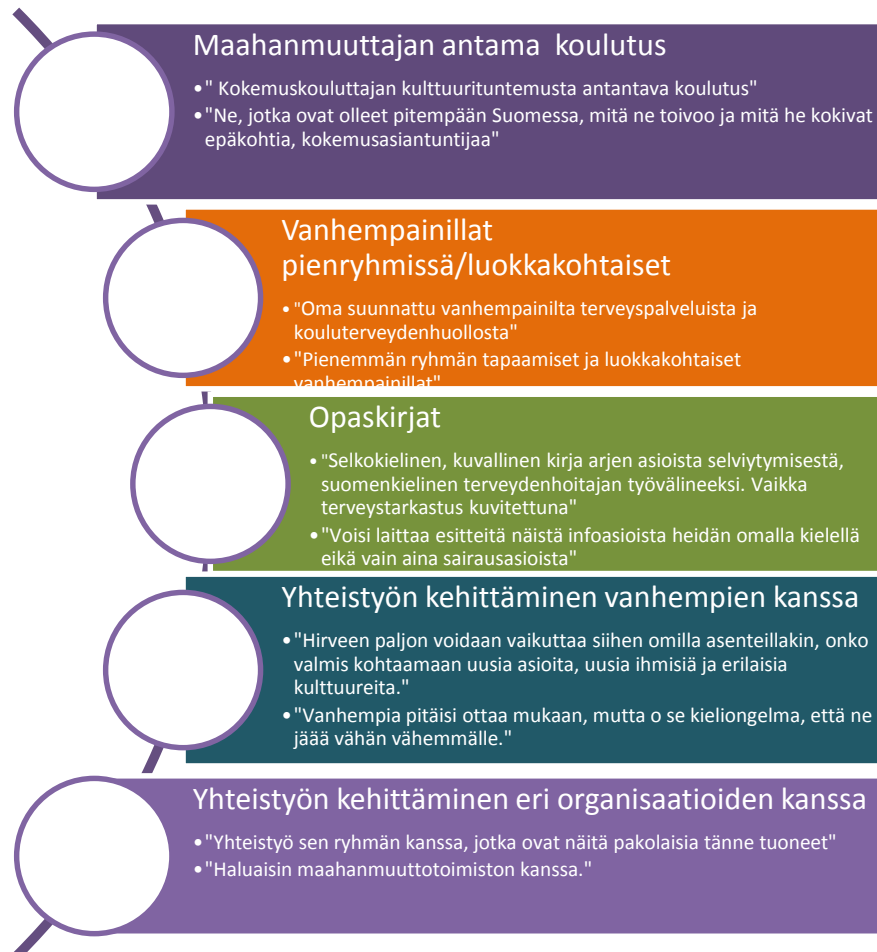 Maahanmuuttajan antama  koulutus
•" Kokemuskouluttajan kulttuurituntemusta antantava koulutus"
•"Ne, jotka ovat olleet pitempään Suomessa, mitä ne toivoo ja mitä he kokivat
epäkohtia, kokemusasiantuntijaa"
Vanhempainillat
pienryhmissä/luokkakohtaiset
•"Oma suunnattu vanhempainilta terveyspalveluista ja
kouluterveydenhuollosta"
•"Pienemmän ryhmän tapaamiset ja luokkakohtaiset
vanhempainillat"
Opaskirjat
•"Selkokielinen, kuvallinen kirja arjen asioista selviytymisestä,
suomenkielinen terveydenhoitajan työvälineeksi. Vaikka
terveystarkastus kuvitettuna"
•"Voisi laittaa esitteitä näistä infoasioista heidän omalla kielellä
eikä vain aina sairausasioista"
Yhteistyön kehittäminen vanhempien kanssa
•"Hirveen paljon voidaan vaikuttaa siihen omilla asenteillakin, onko
valmis kohtaamaan uusia asioita, uusia ihmisiä ja erilaisia
kulttuureita."
•"Vanhempia pitäisi ottaa mukaan, mutta o se kieliongelma, että ne
jäää vähän vähemmälle."
Yhteistyön kehittäminen eri organisaatioiden kanssa
•"Yhteistyö sen ryhmän kanssa, jotka ovat näitä pakolaisia tänne tuoneet"
•"Haluaisin maahanmuuttotoimiston kanssa."